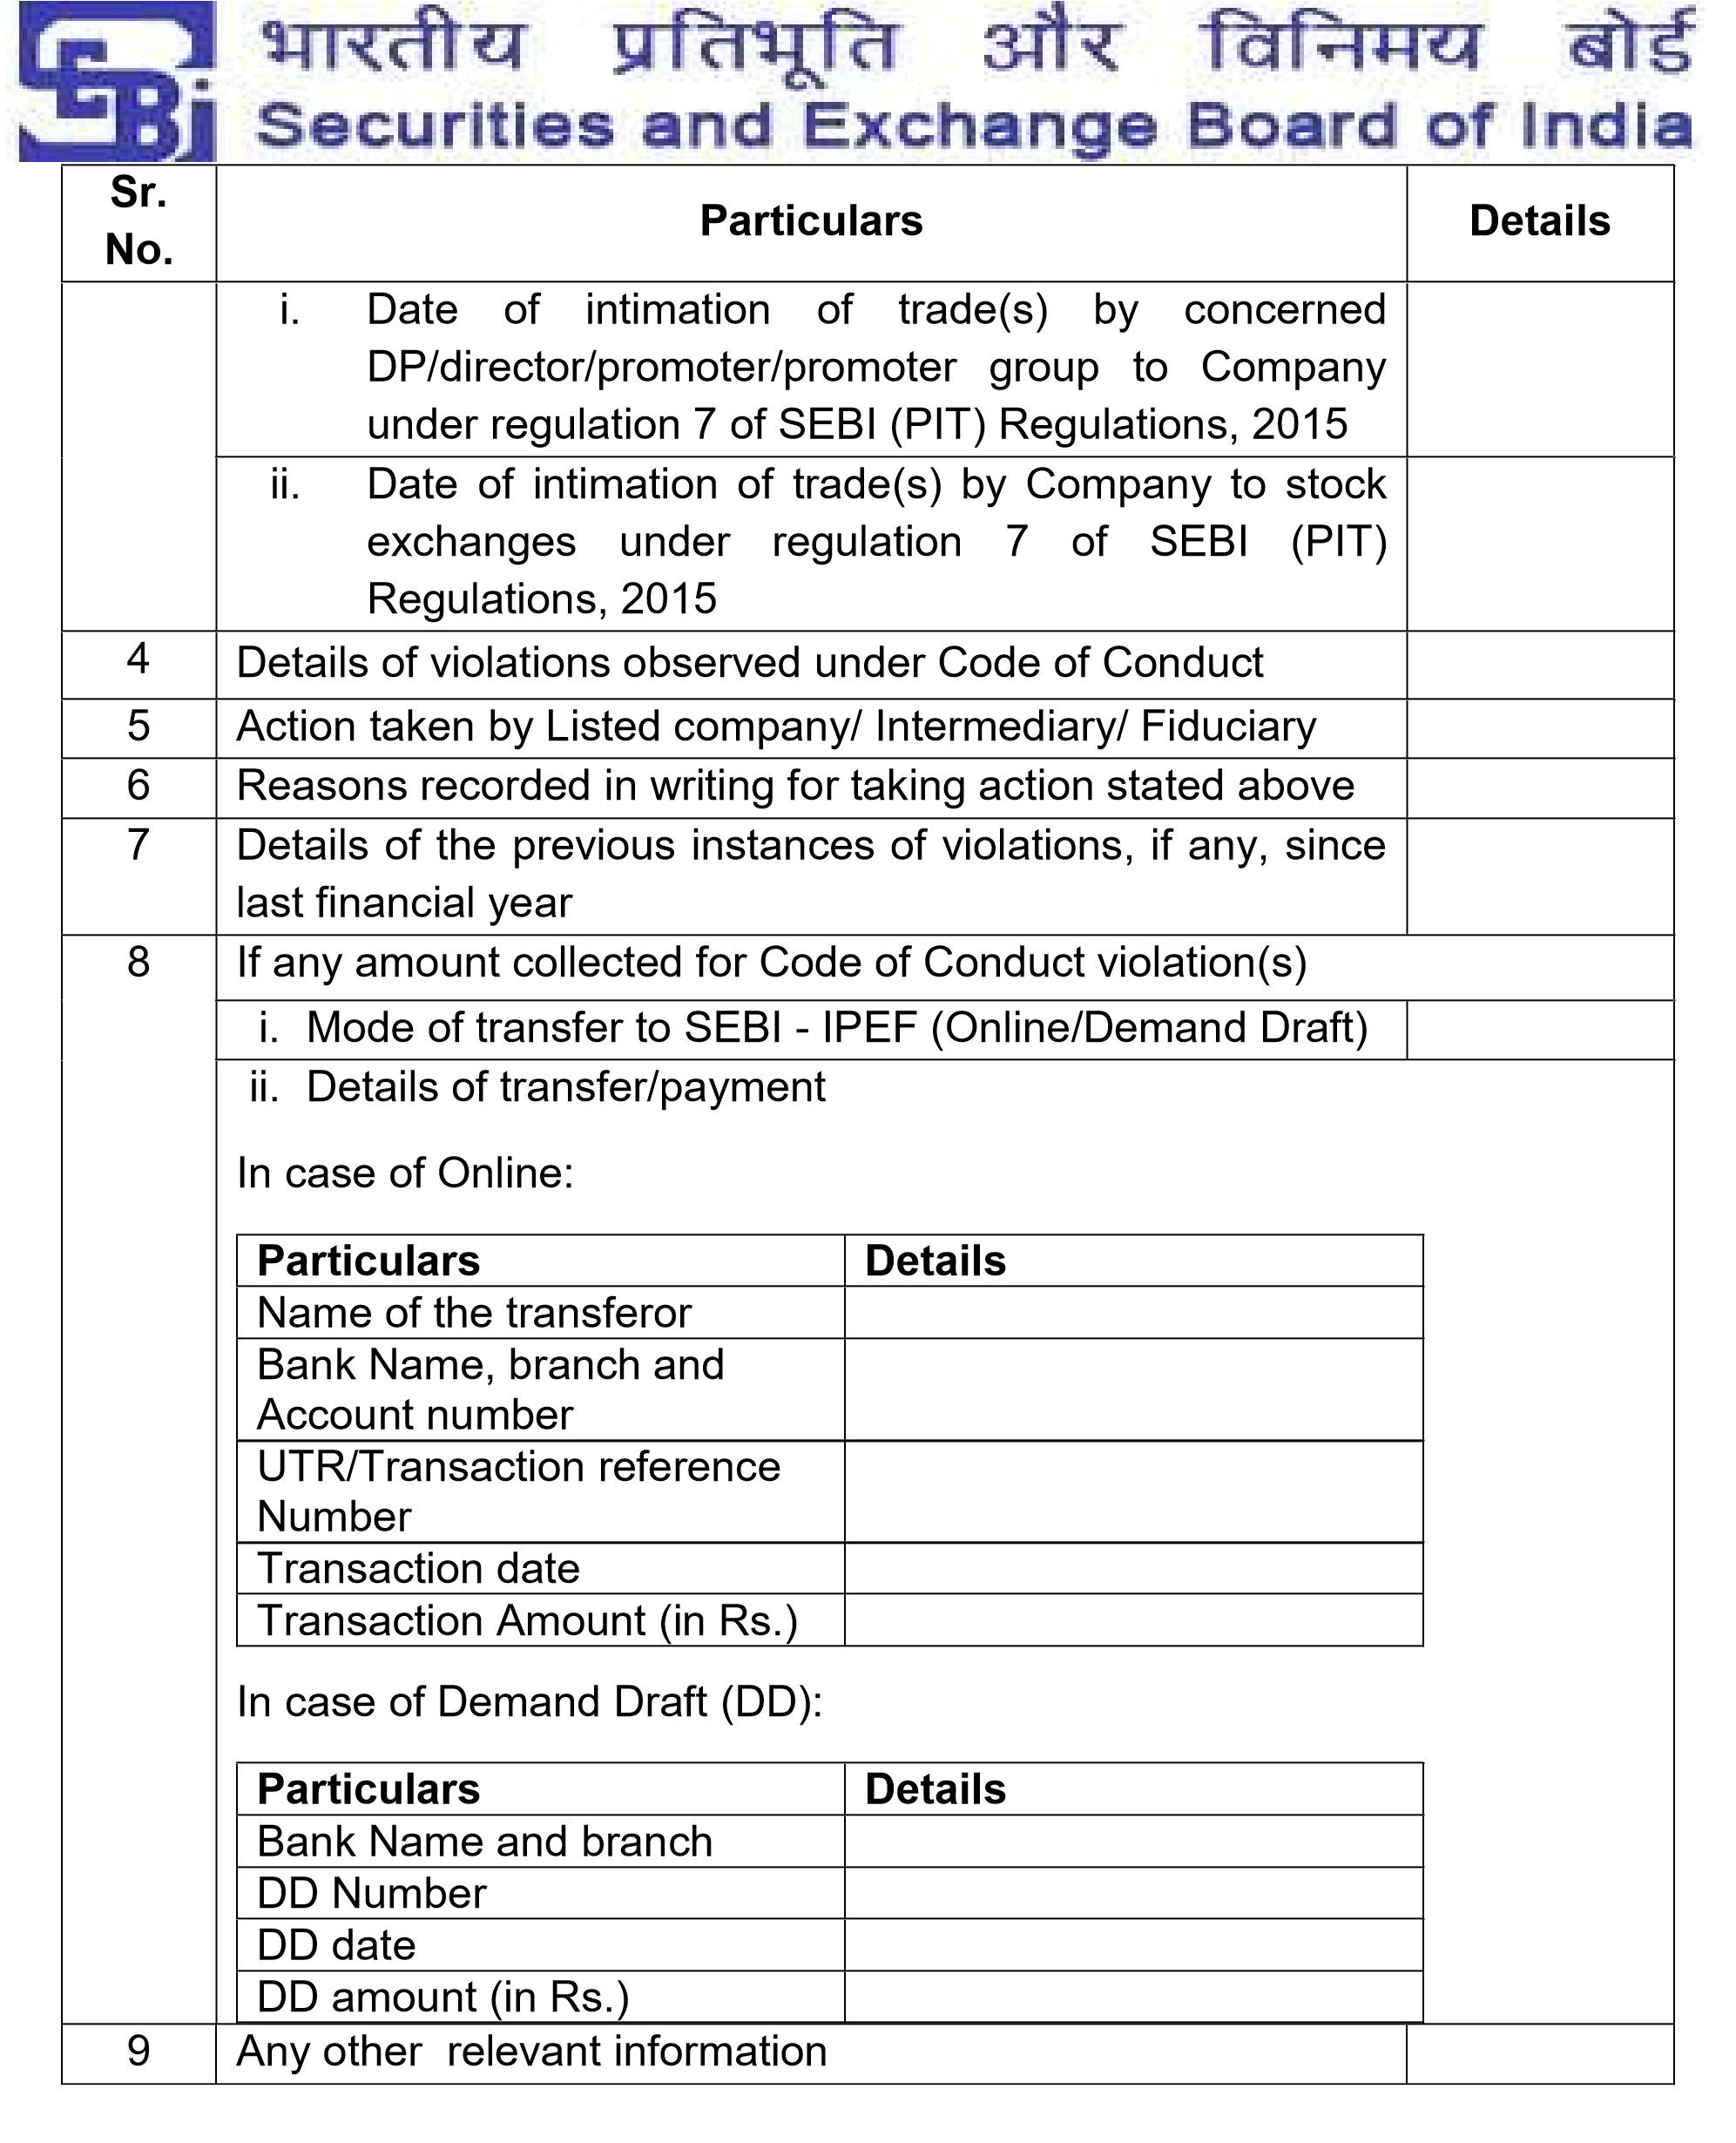 SEBI
भारतीय प्रतिभूति और विनिमय बोर्ड
Securities and Exchange Board of India
Sr. No.
Particulars
Details
i. Date of intimation of trade(s) by concerned
DP/director/promoter/promoter group to Company
under regulation 7 of SEBI (PIT) Regulations, 2015
ii. Date of intimation of trade(s) by Company to stock
exchanges under regulation 7 of SEBI (PIT)
Regulations, 2015
4 Details of violations observed under Code of Conduct
5 Action taken by Listed company/ Intermediary/ Fiduciary
6 Reasons recorded in writing for taking action stated above
7 Details of the previous instances of violations, if any, since
last financial year
8 If any amount collected for Code of Conduct violation(s)
i. Mode of transfer to SEBI - IPEF (Online/Demand Draft)
ii. Details of transfer/payment
In case of Online:
Particulars Details
Name of the transferor
Bank Name, branch and
Account number
UTR/Transaction reference
Number
Transaction date
Transaction Amount (in Rs.)
In case of Demand Draft (DD):
Particulars Details
Bank Name and branch
DD Number
DD date
DD amount (in Rs.)
9 Any other relevant information